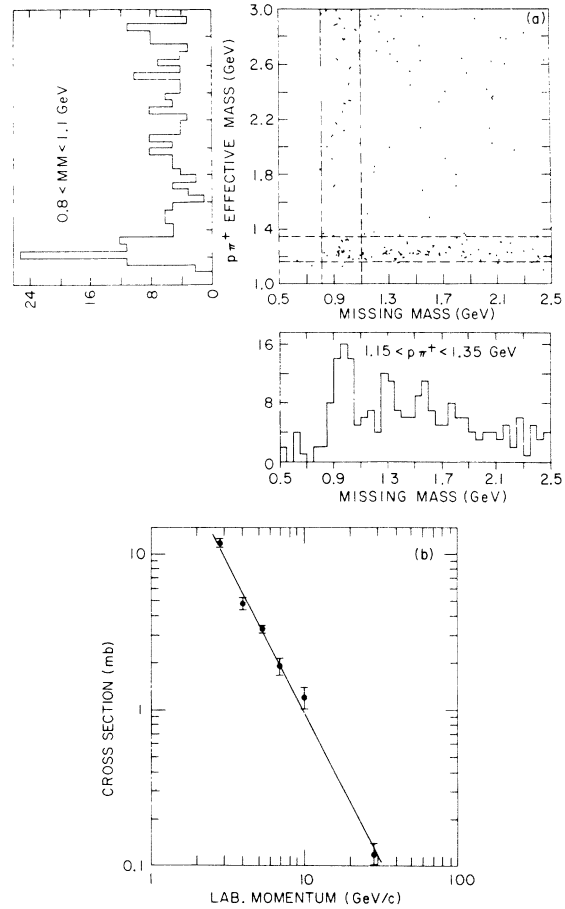 (a)
3.0
2.6
2.2
1.8
1.4
1.0
pπ+ EFFECTIVE MASS (GeV)
0.8 < MM < 1.1 GeV
24 16 8 0
0.5 0.9 1.3 1.7 2.1 2.5
MISSING MASS (GeV)
1.15 < pπ+ < 1.35 GeV
16
8
0
0.5 0.9 1.3 1.7 2.1 2.5
MISSING MASS (GeV)
(b)
10
1
0.1
CROSS SECTION (mb)
1 10 100
LAB. MOMENTUM (GeV/c)